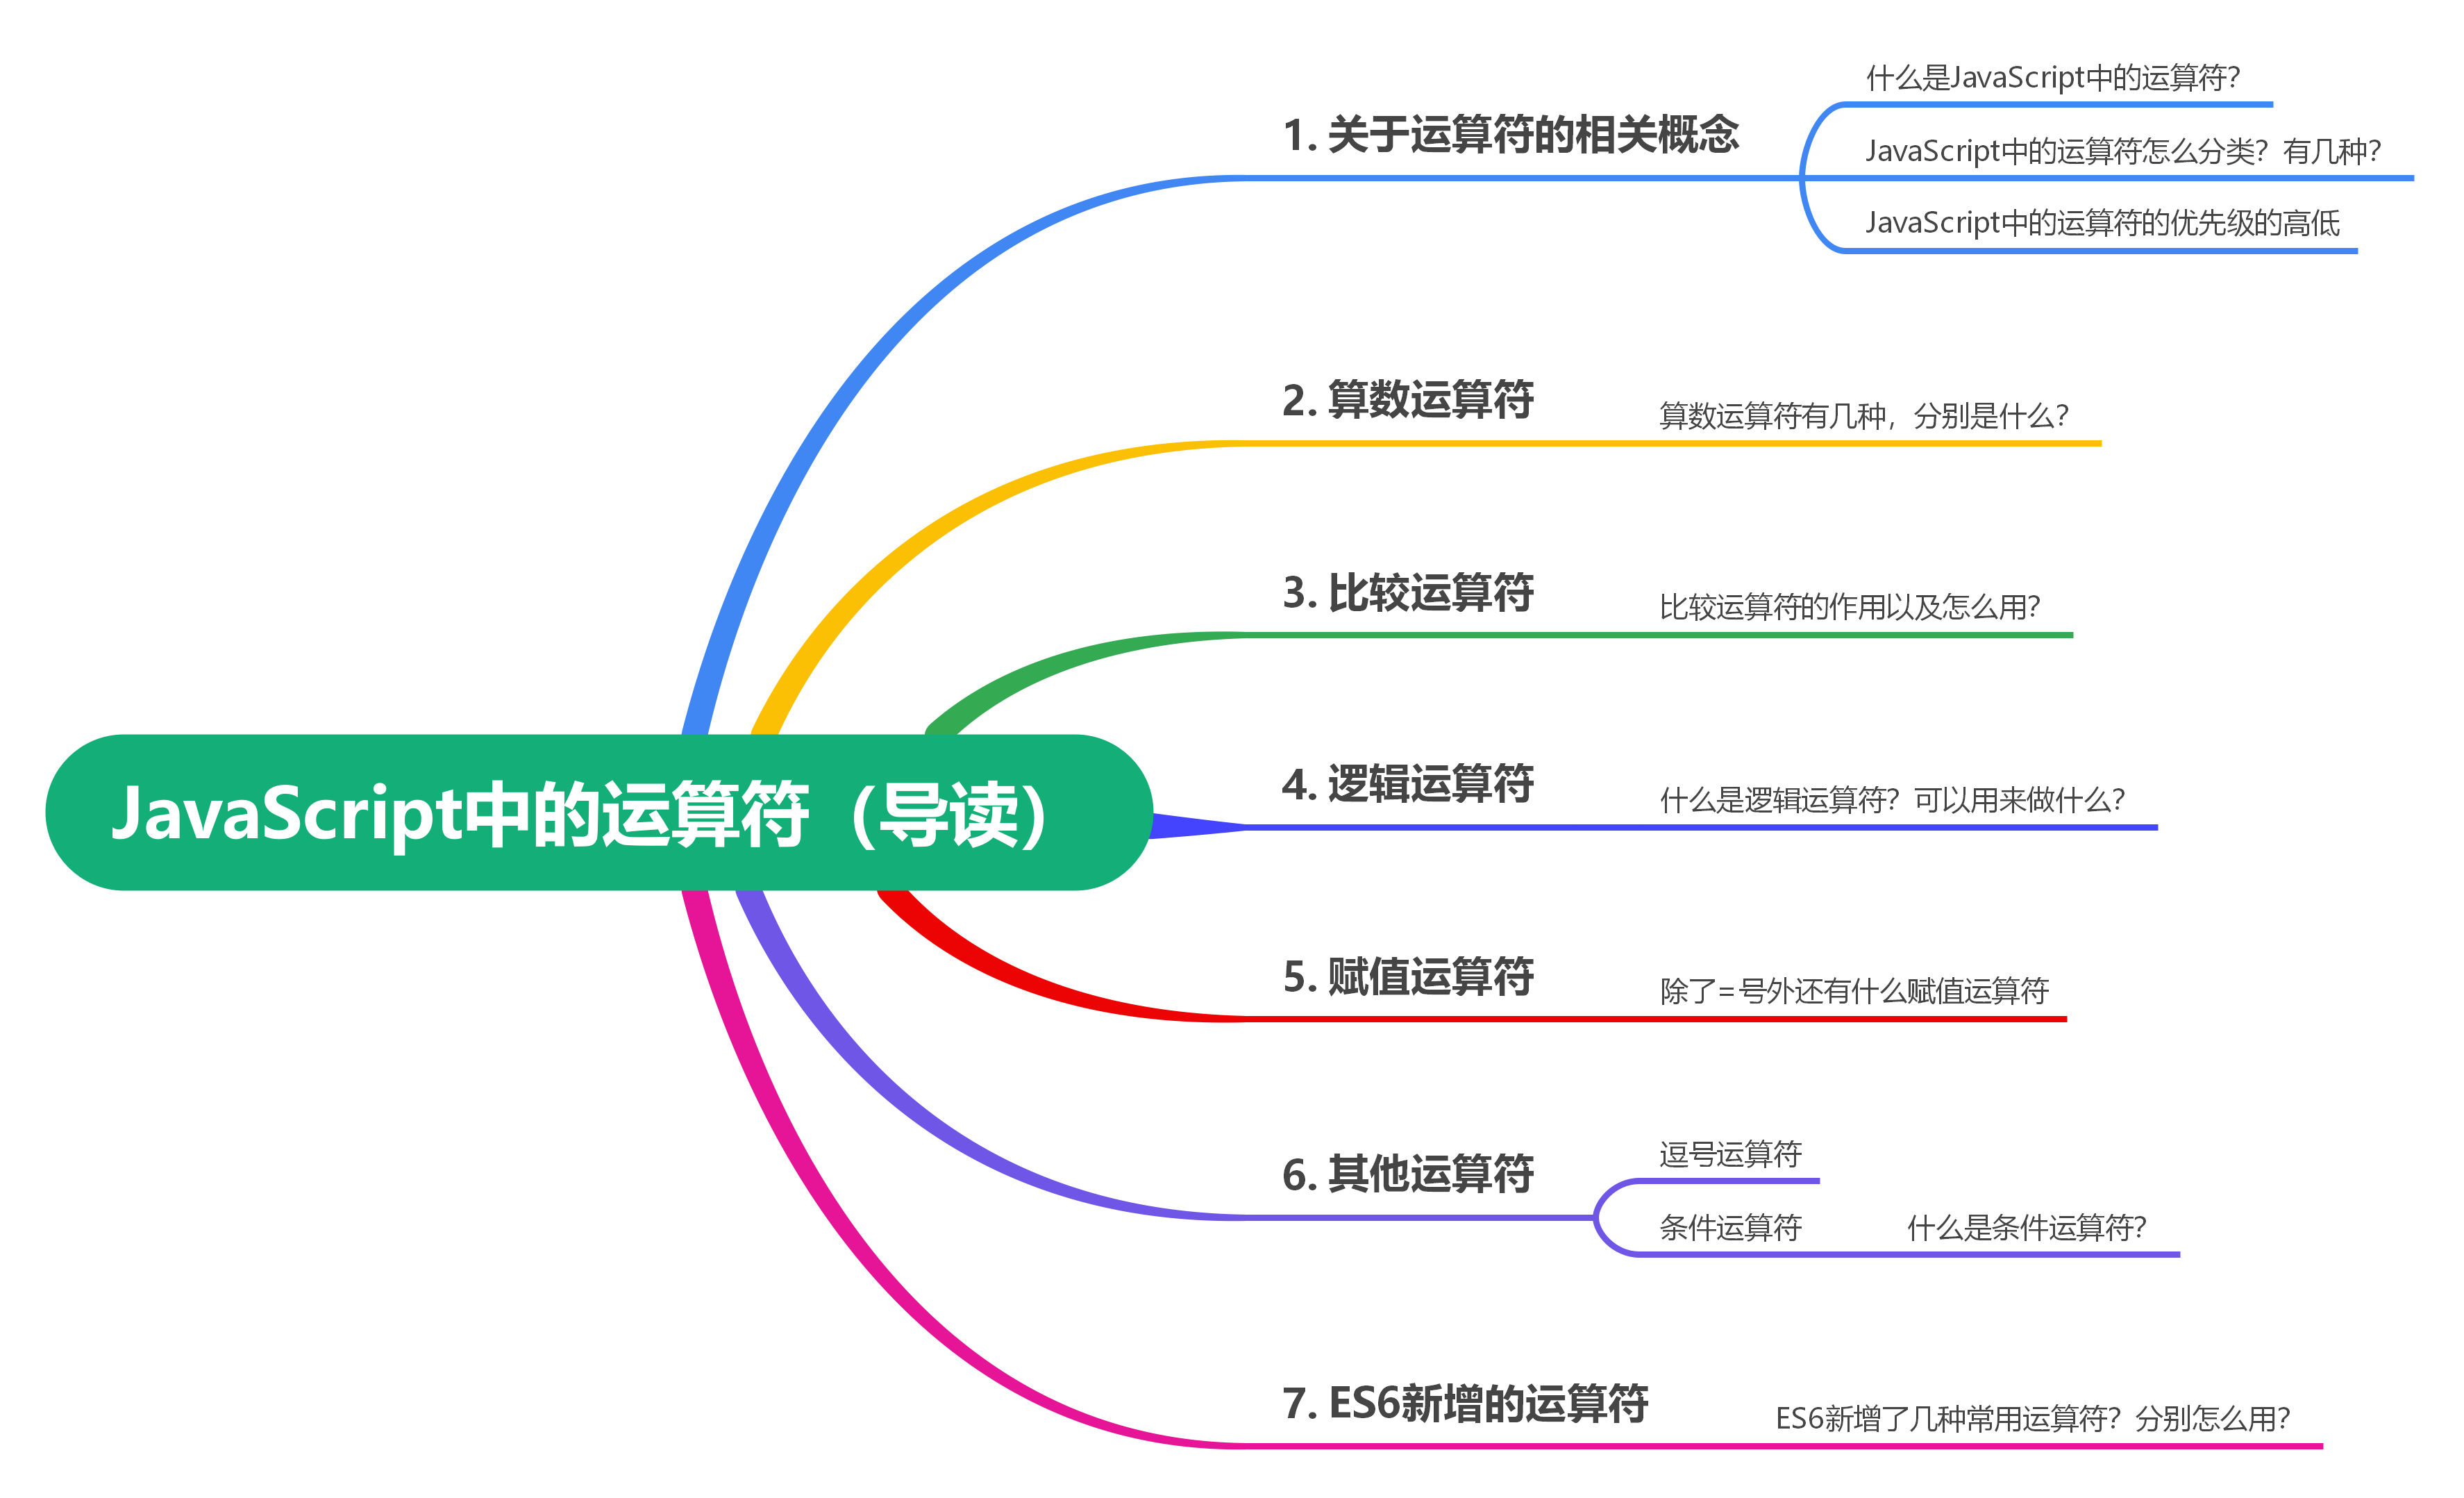 JavaScript中的运算符（导读）
1. 关于运算符的相关概念
什么是JavaScript中的运算符？
JavaScript中的运算符怎么分类？有几种？
JavaScript中的运算符的优先级的高低
2. 算数运算符
算数运算符有几种，分别是什么？
3. 比较运算符
比较运算符的作用以及怎么用？
4. 逻辑运算符
什么是逻辑运算符？可以用来做什么？
5. 赋值运算符
除了=号外还有什么赋值运算符
6. 其他运算符
逗号运算符
条件运算符
什么是条件运算符？
7. ES6新增的运算符
ES6新增了几种常用运算符？分别怎么用？